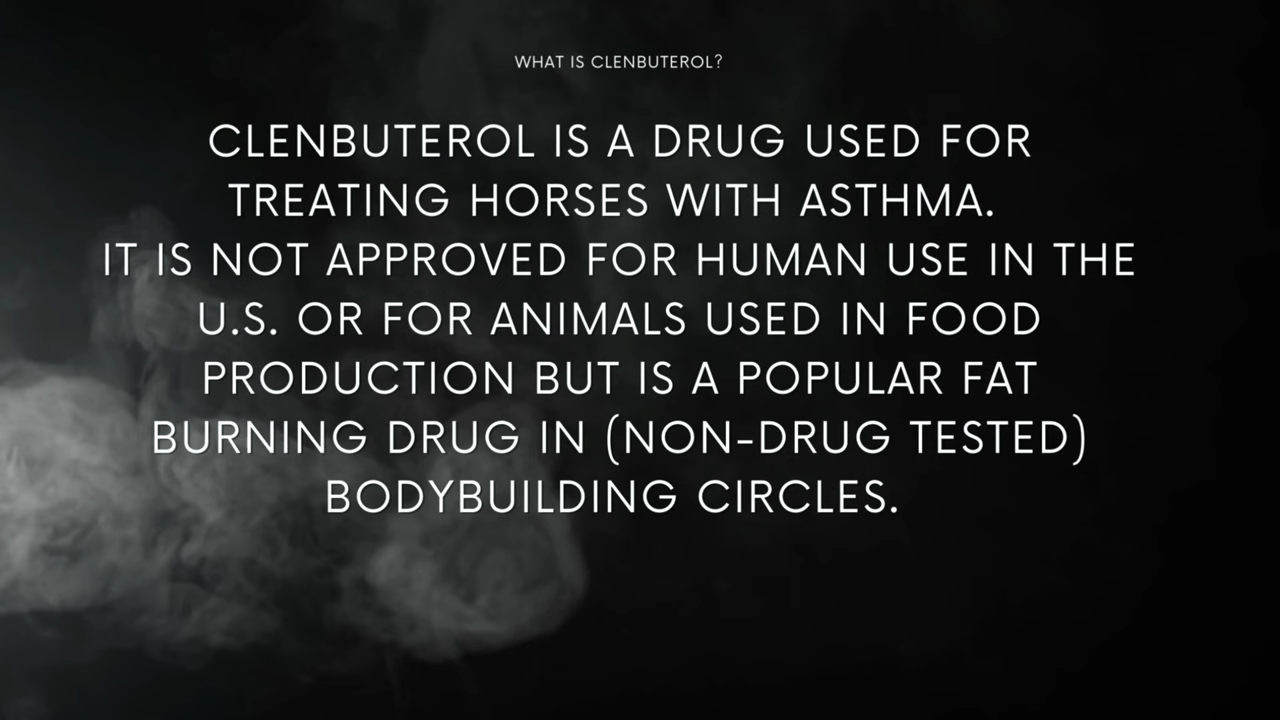 WHAT IS CLENBUTEROL?
CLENBUTEROL IS A DRUG USED FOR
TREATING HORSES WITH ASTHMA.
IT IS NOT APPROVED FOR HUMAN USE IN THE
U.S. OR FOR ANIMALS USED IN FOOD
PRODUCTION BUT IS A POPULAR FAT
BURNING DRUG IN (NON-DRUG TESTED)
BODYBUILDING CIRCLES.